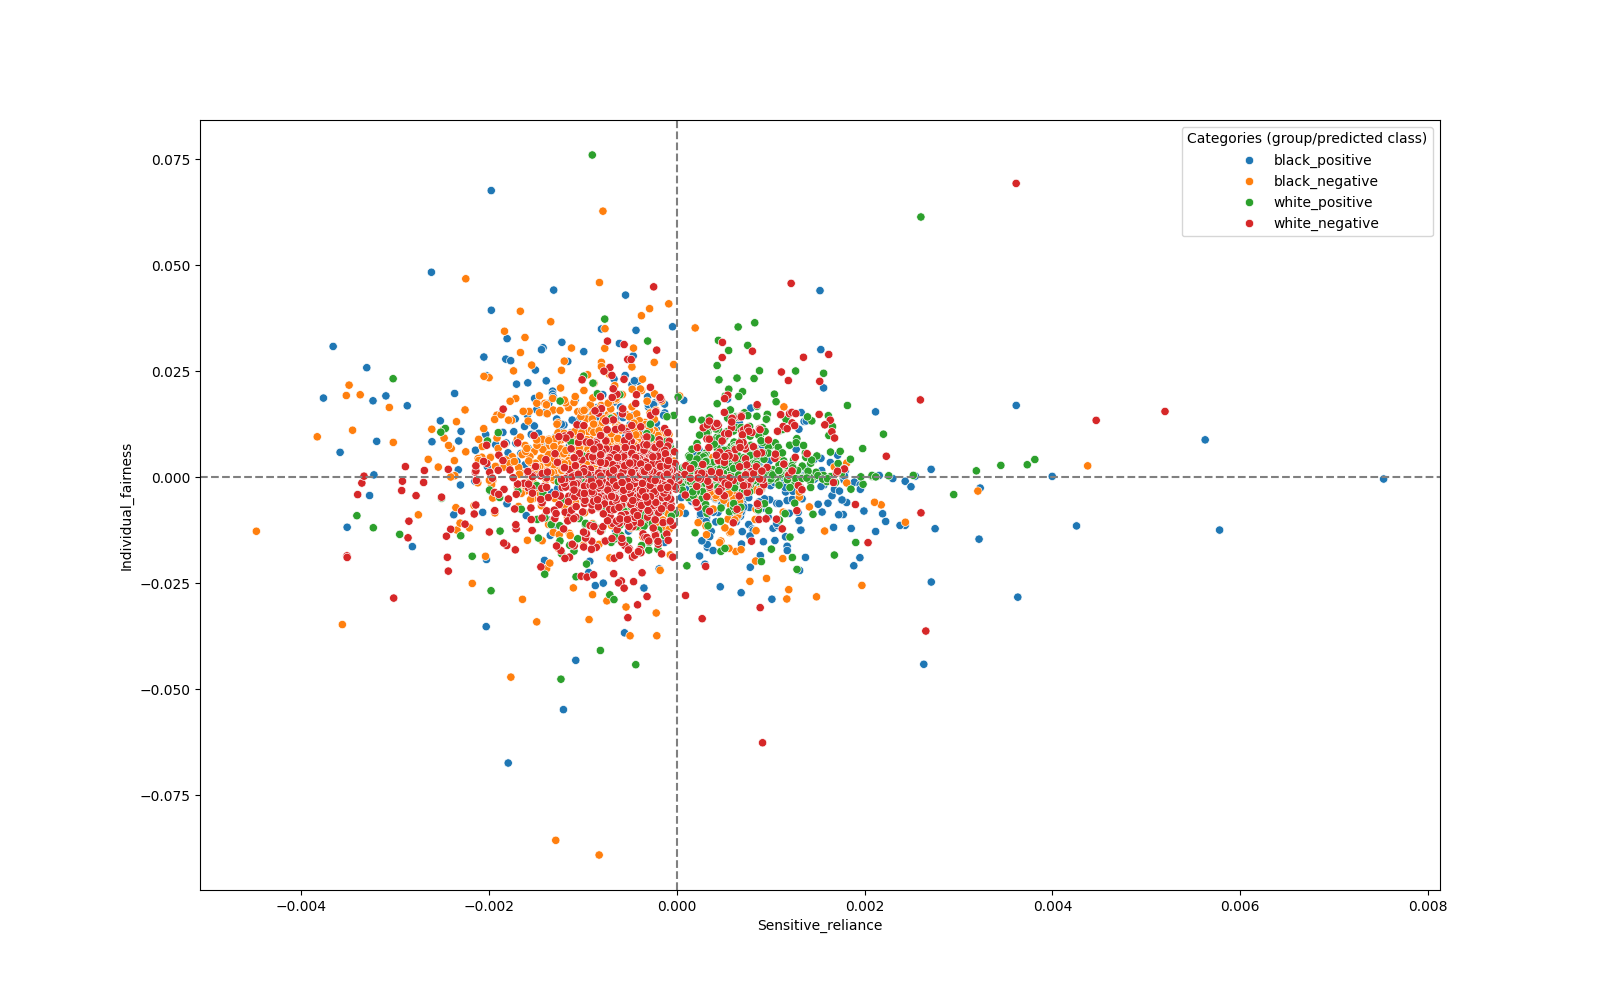 Categories (group/predicted class)
black_positive
black_negative
white_positive
white_negative
0.075
0.050
0.025
0.000
−0.025
−0.050
−0.075
Individual_fairness
−0.004
−0.002
0.000
0.002
0.004
0.006
0.008
Sensitive_reliance